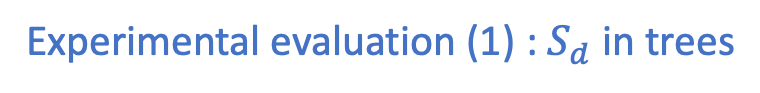 Experimental evaluation (1) : $S_d$ in trees